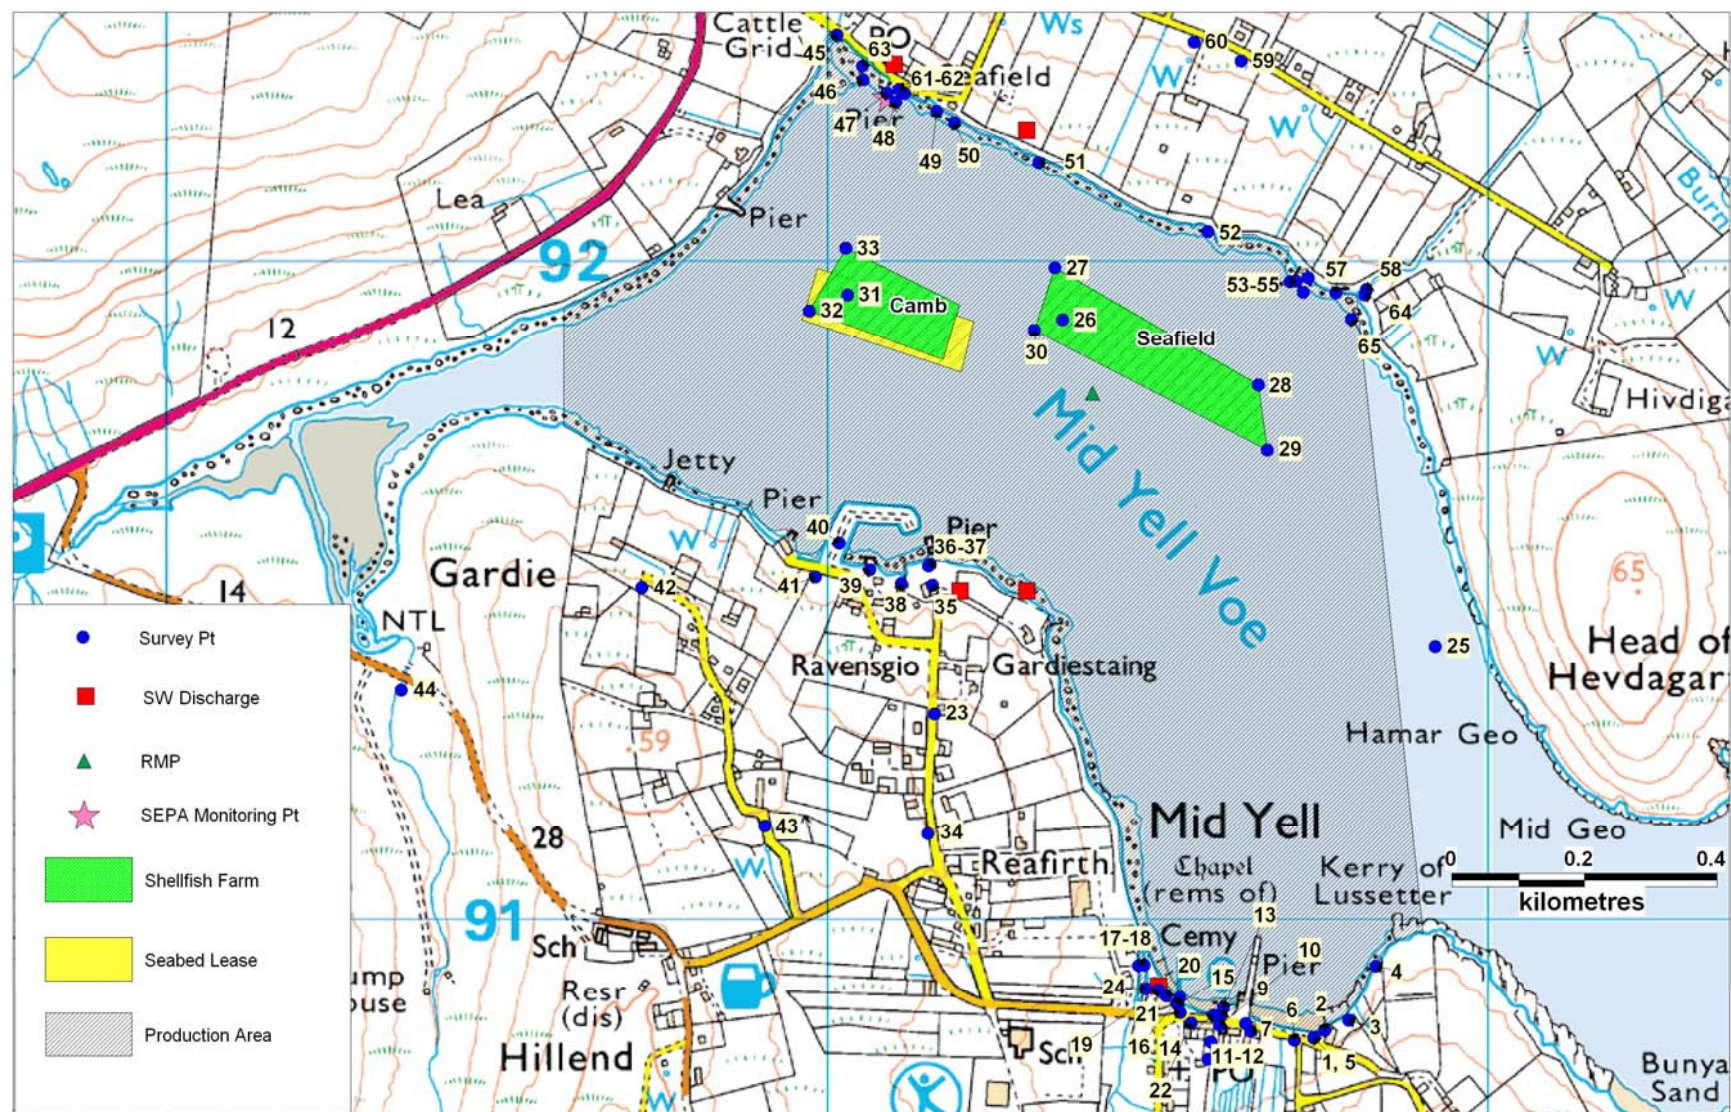 Cattle
Grid
45
63
PO
Ws
60
59
61-62
eafield
46
W
47
Pier
48
49
50
51
W
Lea
Pier
Burn
92
33
52
27
57
58
53-55
W
31
Camb
32
26
Seafield
64
30
65
12
W
28
Hivdiga
29
Mid Yell Voe
Jetty
Pier
40
Pier
W
36-37
Gardie
65
14
42
41
39
38
35
NTL
25
Head of
Hevdagar
Ravensgio
Gardiestaing
44
23
59
Hamar Geo
Survey Pt
SW Discharge
RMP
SEPA Monitoring Pt
Shellfish Farm
Seabed Lease
Production Area
28
43
34
Mid Yell
Mid Geo
W
Reafirth
Chapel
(rems of)
Kerry of
Lussetter
0 0.2 0.4
kilometres
91
13
Sch
17-18
Cemy
10
20
Pier
15
4
ump
ouse
Resr
(dis)
24
9
6
2
21
7
3
19
Sch
16
14
11-12
1, 5
Hillend
PO
22
W
Bunya
Sand